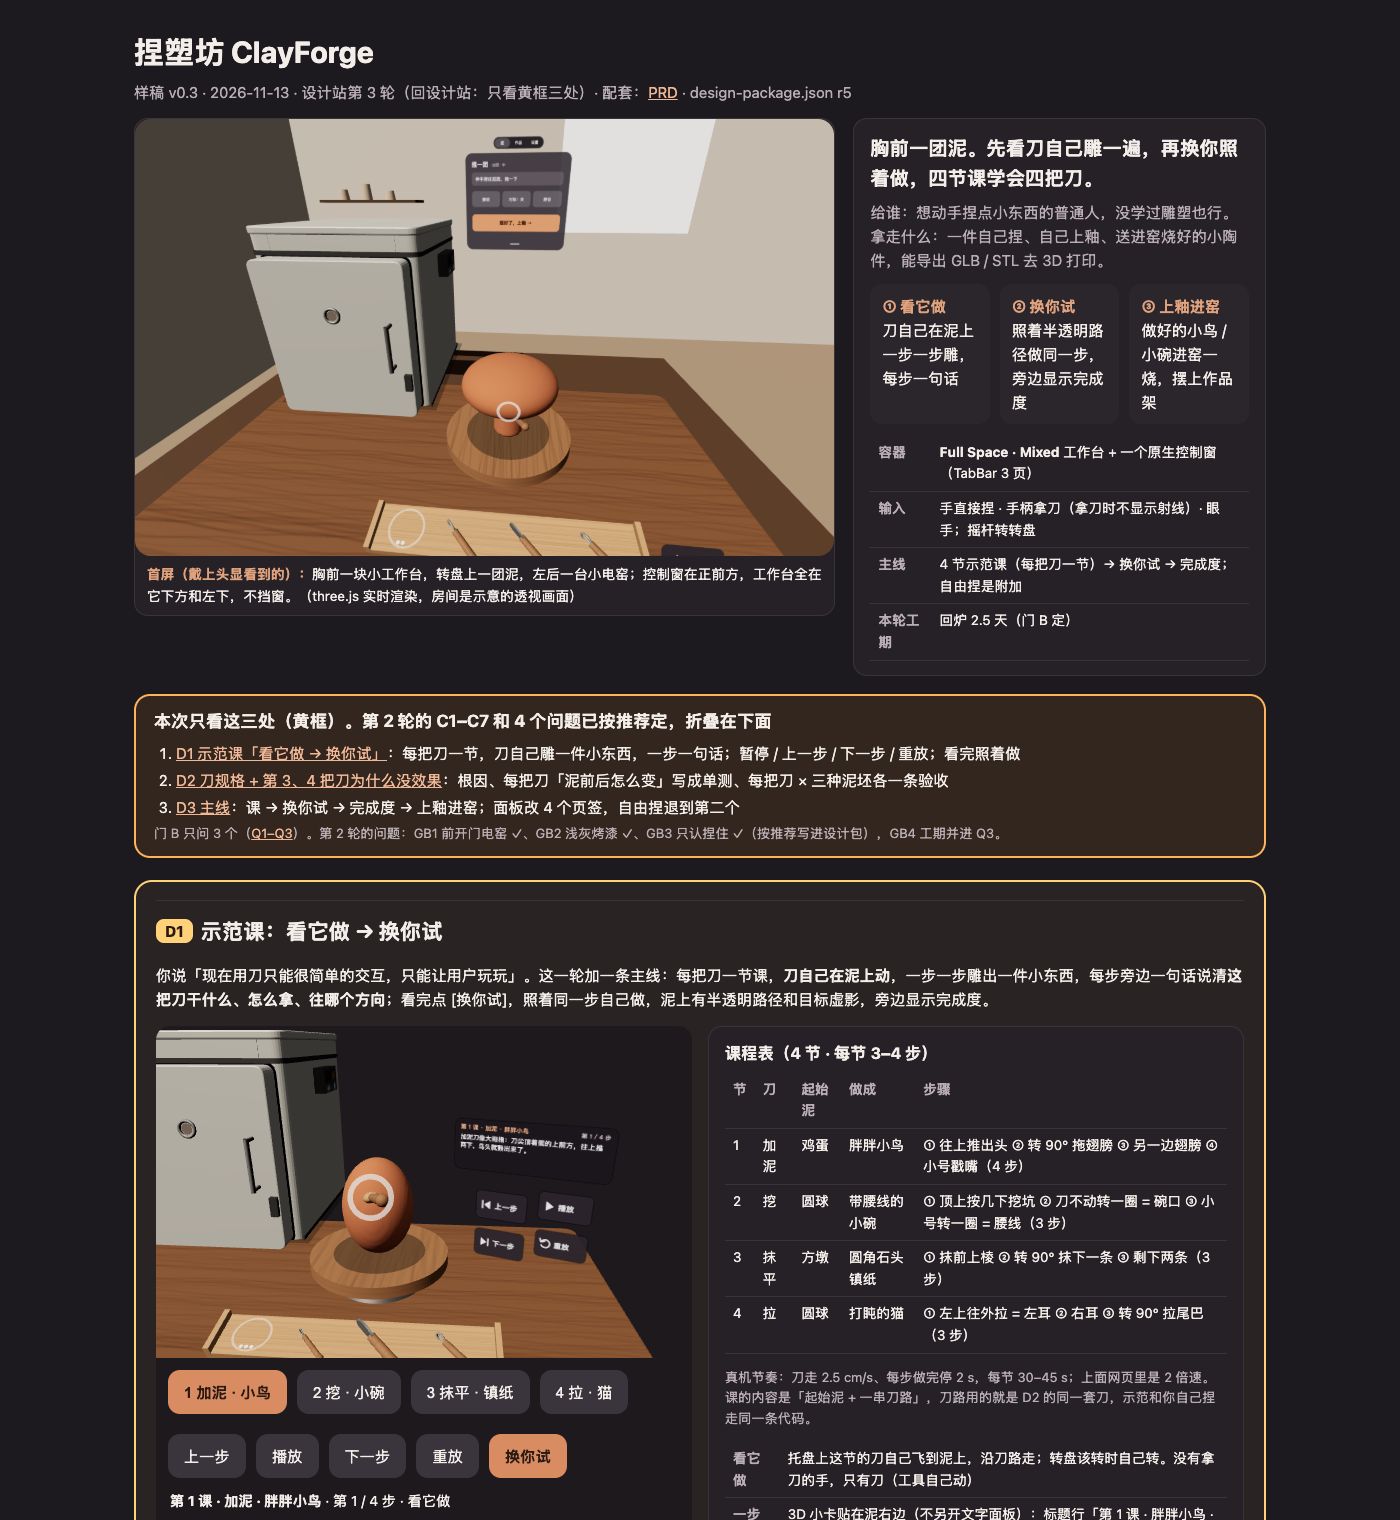 捏塑坊 ClayForge
样稿 v0.3 · 2026-11-13 · 设计站第 3 轮（回设计站：只看黄框三处）· 配套：PRD · design-package.json r5
首屏（戴上头显看到的）：胸前一块小工作台，转盘上一团泥，左后一台小电窑；控制窗在正前方，工作台全在
它下方和左下，不挡窗。（three.js 实时渲染，房间是示意的透视画面）
胸前一团泥。先看刀自己雕一遍，再换你照
着做，四节课学会四把刀。
给谁：想动手捏点小东西的普通人，没学过雕塑也行。
拿走什么：一件自己捏、自己上釉、送进窑烧好的小陶
件，能导出 GLB / STL 去 3D 打印。
① 看它做
刀自己在泥上
一步一步雕，
每步一句话
② 换你试
照着半透明路
径做同一步，
旁边显示完成
度
③ 上釉进窑
做好的小鸟 /
小碗进窑一
烧，摆上作品
架
容器
Full Space · Mixed 工作台 + 一个原生控制窗
（TabBar 3 页）
输入
手直接捏 · 手柄拿刀（拿刀时不显示射线）· 眼
手；摇杆转转盘
主线
4 节示范课（每把刀一节）→ 换你试 → 完成度；
自由捏是附加
本轮工
期
回炉 2.5 天（门 B 定）
本次只看这三处（黄框）。第 2 轮的 C1–C7 和 4 个问题已按推荐定，折叠在下面
1. D1 示范课「看它做 → 换你试」：每把刀一节，刀自己雕一件小东西，一步一句话；暂停 / 上一步 / 下一步 / 重放；看完照着做
2. D2 刀规格 + 第 3、4 把刀为什么没效果：根因、每把刀「泥前后怎么变」写成单测、每把刀 × 三种泥坯各一条验收
3. D3 主线：课 → 换你试 → 完成度 → 上釉进窑；面板改 4 个页签，自由捏退到第二个
门 B 只问 3 个（Q1–Q3）。第 2 轮的问题：GB1 前开门电窑 ✓、GB2 浅灰烤漆 ✓、GB3 只认捏住 ✓（按推荐写进设计包），GB4 工期并进 Q3。
D1 示范课：看它做 → 换你试
你说「现在用刀只能很简单的交互，只能让用户玩玩」。这一轮加一条主线：每把刀一节课，刀自己在泥上动，一步一步雕出一件小东西，每步旁边一句话说清这
把刀干什么、怎么拿、往哪个方向；看完点 [换你试]，照着同一步自己做，泥上有半透明路径和目标虚影，旁边显示完成度。
第 1 课 · 加泥 · 胖胖小鸟
第 1 / 4 步
上一步
播放
下一步
重放
1 加泥 · 小鸟
2 挖 · 小碗
3 抹平 · 镇纸
4 拉 · 猫
上一步
播放
下一步
重放
换你试
第 1 课 · 加泥 · 胖胖小鸟 · 第 1 / 4 步 · 看它做
课程表（4 节 · 每节 3–4 步）
节
刀
起始
泥
做成
步骤
1
加
泥
鸡蛋
胖胖小鸟
① 往上推出头 ② 转 90° 拖翅膀 ③ 另一边翅膀 ④
小号戳嘴（4 步）
2
挖
圆球
带腰线的
小碗
① 顶上按几下挖坑 ② 刀不动转一圈 = 碗口 ③ 小
号转一圈 = 腰线（3 步）
3
抹
平
方墩
圆角石头
镇纸
① 抹前上棱 ② 转 90° 抹下一条 ③ 剩下两条（3
步）
4
拉
圆球
打盹的猫
① 左上往外拉 = 左耳 ② 右耳 ③ 转 90° 拉尾巴
（3 步）
真机节奏：刀走 2.5 cm/s、每步做完停 2 s，每节 30–45 s；上面网页里是 2 倍速。
课的内容是「起始泥 + 一串刀路」，刀路用的就是 D2 的同一套刀，示范和你自己捏
走同一条代码。
看它
做
托盘上这节的刀自己飞到泥上，沿刀路走；转盘该转时自己转。没有拿
刀的手，只有刀（工具自己动）
一步
3D 小卡贴在泥右边（不另开文字面板）：标题行「第 1 课 · 胖胖小鸟 ·